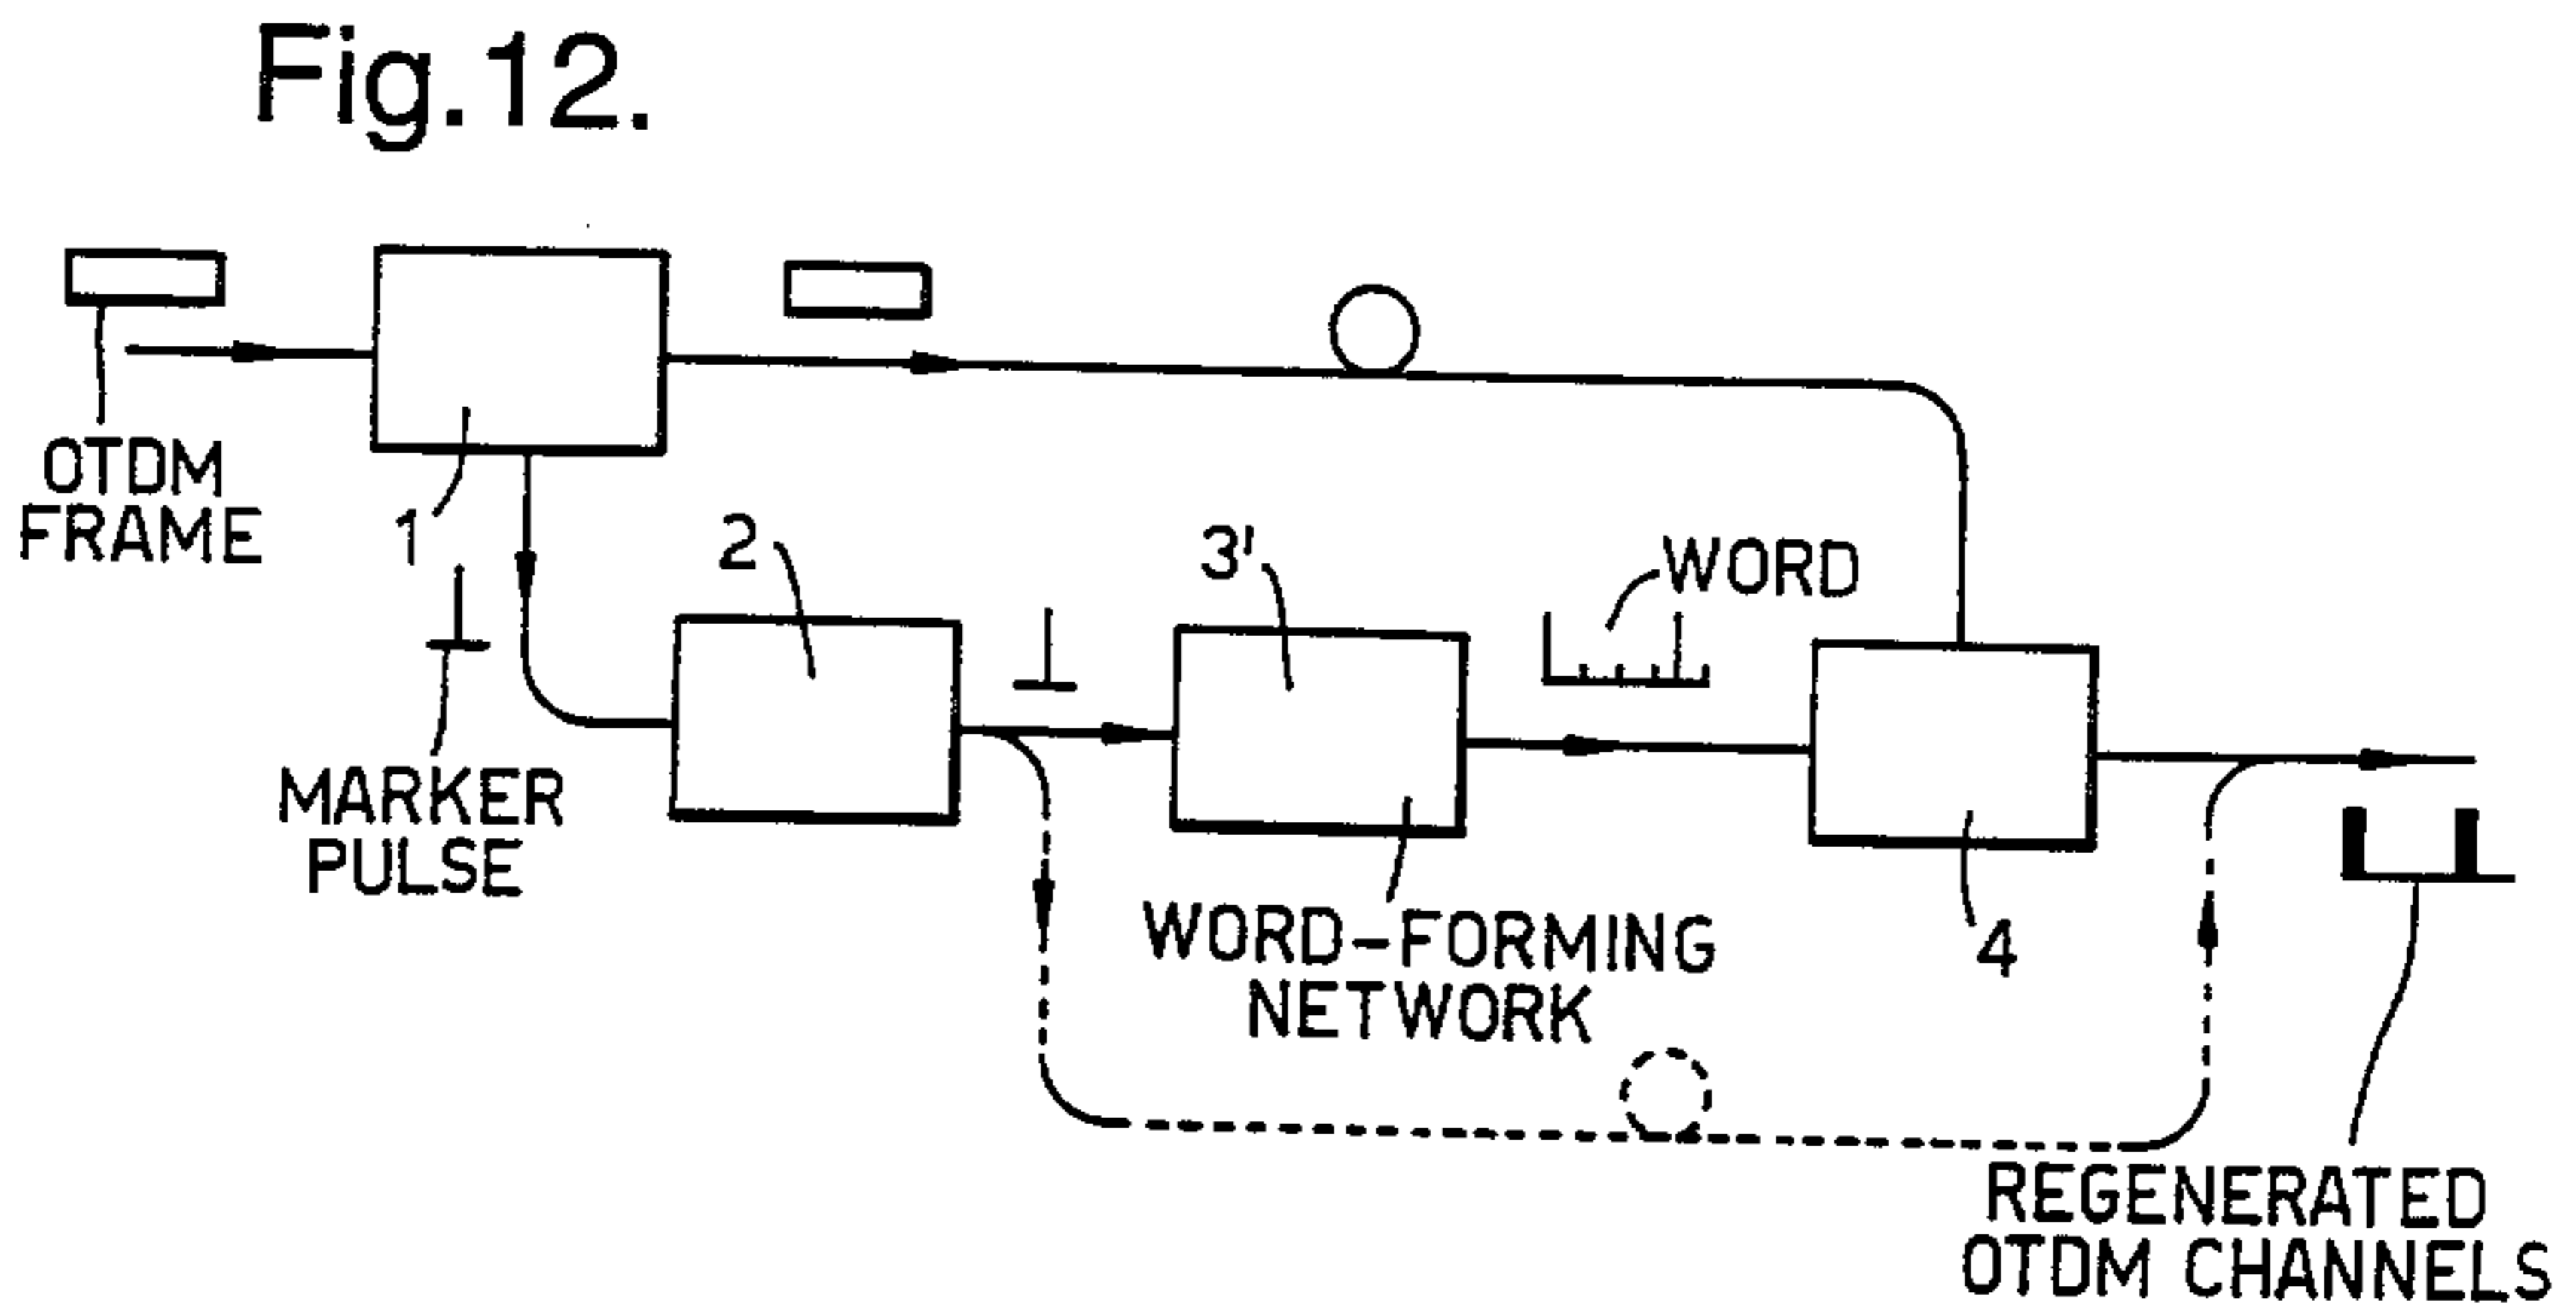 Fig.12.
OTDM
FRAME
1
MARKER
PULSE
2
3'
WORD
WORD-FORMING
NETWORK
4
REGENERATED
OTDM CHANNELS